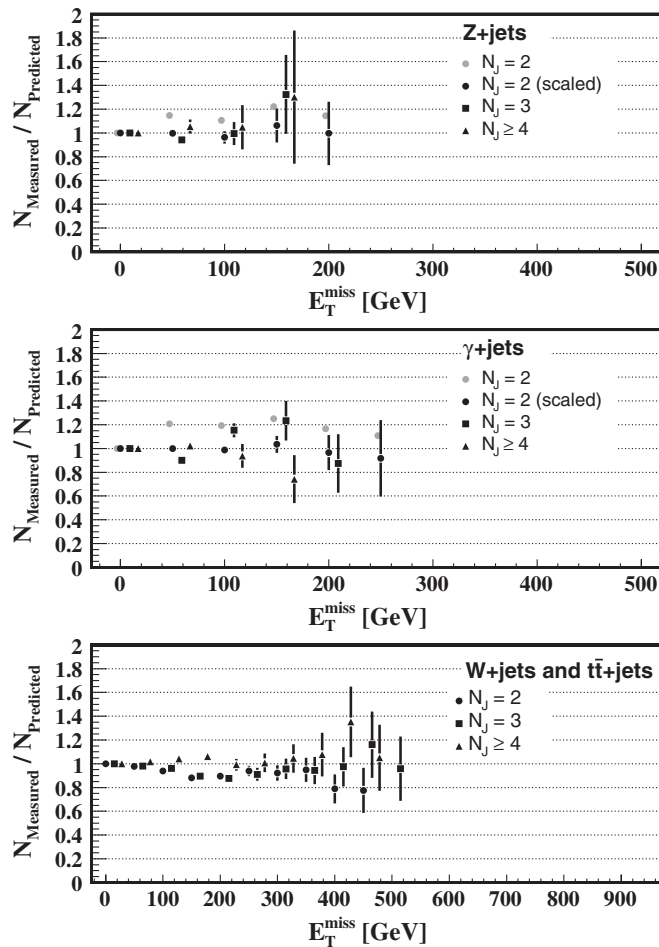 2
1.8
1.6
1.4
1.2
1
0.8
0.6
0.4
0.2
0
N_Measured / N_Predicted
Z+jets
N_J = 2
N_J = 2 (scaled)
N_J = 3
N_J ≥ 4
0 100 200 300 400 500
E_T^miss [GeV]
2
1.8
1.6
1.4
1.2
1
0.8
0.6
0.4
0.2
0
N_Measured / N_Predicted
γ+jets
N_J = 2
N_J = 2 (scaled)
N_J = 3
N_J ≥ 4
0 100 200 300 400 500
E_T^miss [GeV]
2
1.8
1.6
1.4
1.2
1
0.8
0.6
0.4
0.2
0
N_Measured / N_Predicted
W+jets and tt̄+jets
N_J = 2
N_J = 3
N_J ≥ 4
0 100 200 300 400 500 600 700 800 900
E_T^miss [GeV]